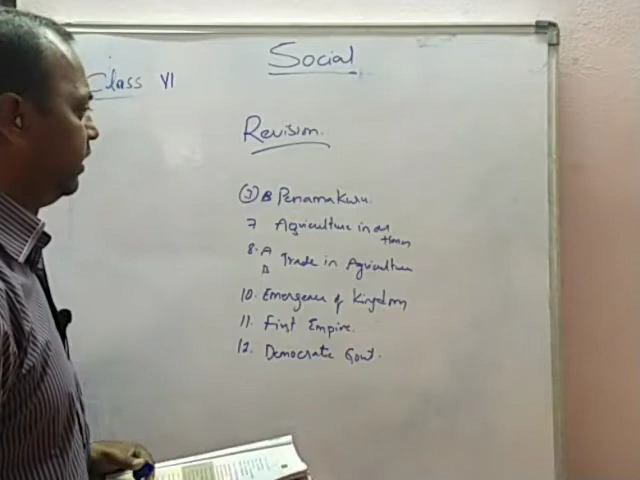 Social
Class VI
Revision.
B Penamakuru.
7 Agriculture in our
times
8. A
B Trade in Agriculture
10. Emergence of Kingdoms
11. First Empire.
12. Democratic Govt.